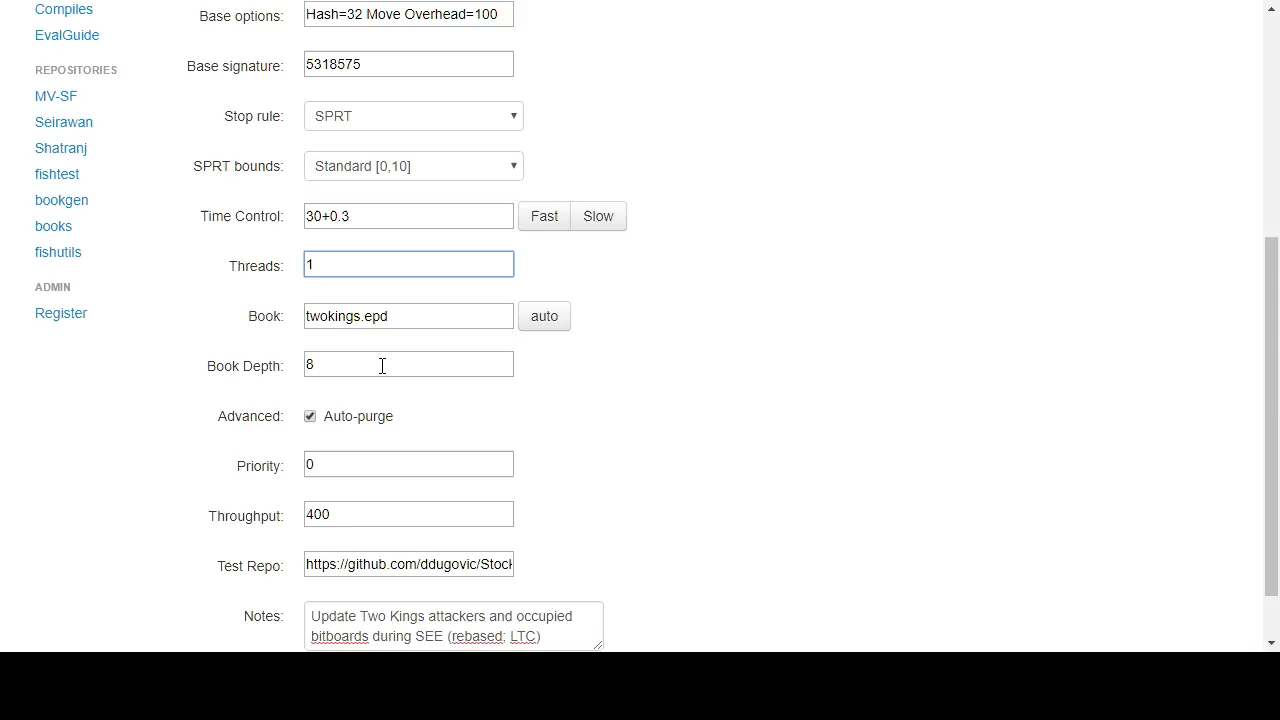 Compiles
EvalGuide
REPOSITORIES
MV-SF
Seirawan
Shatranj
fishtest
bookgen
books
fishutils
ADMIN
Register
Base options: Hash=32 Move Overhead=100
Base signature: 5318575
Stop rule: SPRT
SPRT bounds: Standard [0,10]
Time Control: 30+0.3 Fast Slow
Threads: 1
Book: twokings.epd auto
Book Depth: 8
Advanced: Auto-purge
Priority: 0
Throughput: 400
Test Repo: https://github.com/ddugovic/Stock
Notes: Update Two Kings attackers and occupied
bitboards during SEE (rebased; LTC)